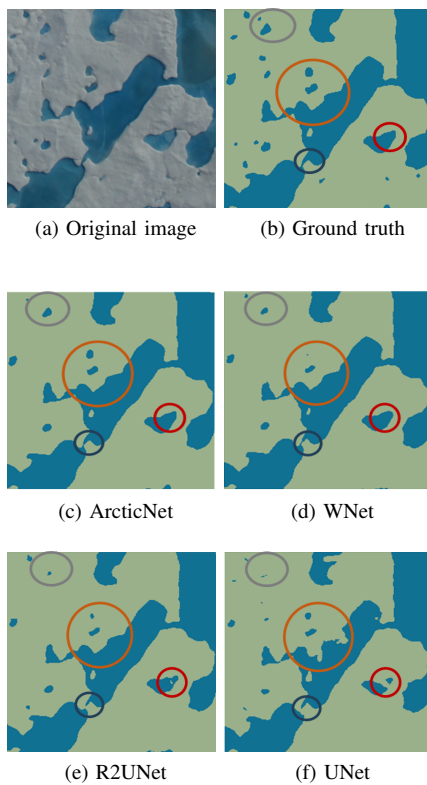 (a) Original image
(b) Ground truth
(c) ArcticNet
(d) WNet
(e) R2UNet
(f) UNet